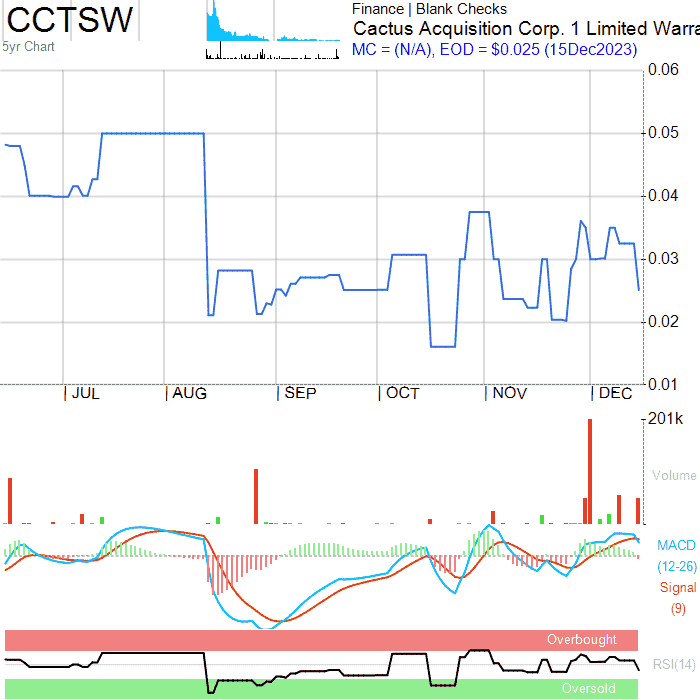 CCTSW
5yr Chart
Finance | Blank Checks
Cactus Acquisition Corp. 1 Limited Warra
MC = (N/A), EOD = $0.025 (15Dec2023)
0.06
0.05
0.04
0.03
0.02
0.01
JUL AUG SEP OCT NOV DEC
201k
Volume
MACD
(12-26)
Signal
(9)
Overbought
RSI(14)
Oversold